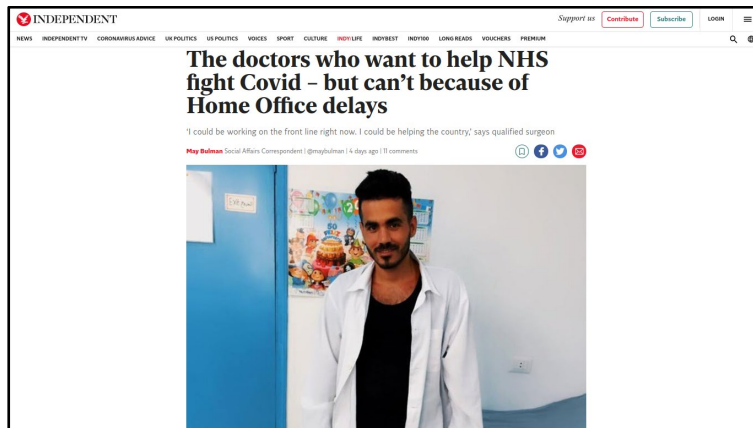 INDEPENDENT
Support us
Contribute
Subscribe
LOGIN
NEWS INDEPENDENT TV CORONAVIRUS ADVICE UK POLITICS US POLITICS VOICES SPORT CULTURE INDY/LIFE INDYBEST INDY100 LONG READS VOUCHERS PREMIUM
The doctors who want to help NHS
fight Covid – but can’t because of
Home Office delays
‘I could be working on the front line right now. I could be helping the country,’ says qualified surgeon
May Bulman Social Affairs Correspondent | @maybulman | 4 days ago | 11 comments
50
FELIZ